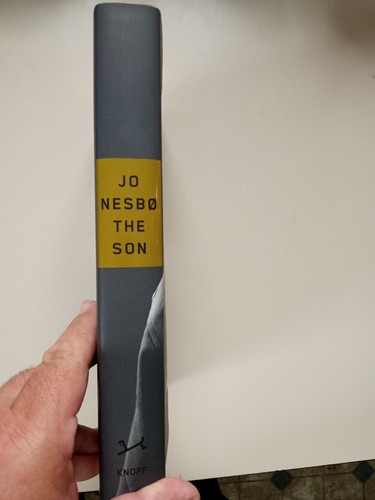 JO
NESBØ
THE
SON
KNOPF